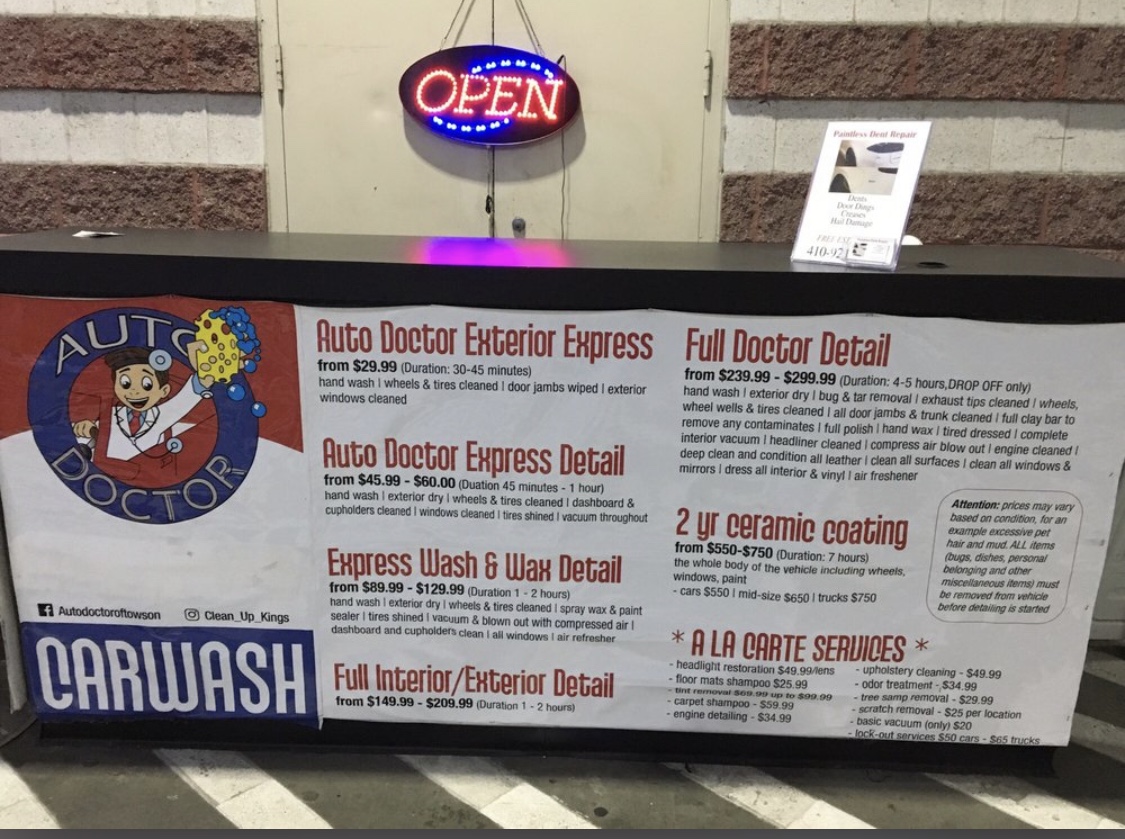 OPEN
Paintless Dent Repair
Dents
Door Dings
Creases
Hail Damage
410-92
AUTO
DOCTOR
Autodoctoroftowson
Clean_Up_Kings
CARWASH
Auto Doctor Exterior Express
from $29.99 (Duration: 30-45 minutes)
hand wash | wheels & tires cleaned | door jambs wiped | exterior
windows cleaned
Auto Doctor Express Detail
from $45.99 - $60.00 (Duation 45 minutes - 1 hour)
hand wash | exterior dry | wheels & tires cleaned | dashboard &
cupholders cleaned | windows cleaned | tires shined | vacuum throughout
Express Wash & Wax Detail
from $89.99 - $129.99 (Duration 1 - 2 hours)
hand wash | exterior dry | wheels & tires cleaned | spray wax & paint
sealer | tires shined | vacuum & blown out with compressed air |
dashboard and cupholders clean | all windows | air refresher
Full Interior/Exterior Detail
from $149.99 - $209.99 (Duration 1 - 2 hours)
Full Doctor Detail
from $239.99 - $299.99 (Duration: 4-5 hours,DROP OFF only)
hand wash | exterior dry | bug & tar removal | exhaust tips cleaned | wheels,
wheel wells & tires cleaned | all door jambs & trunk cleaned | full clay bar to
remove any contaminates | full polish | hand wax | tired dressed | complete
interior vacuum | headliner cleaned | compress air blow out | engine cleaned |
deep clean and condition all leather | clean all surfaces | clean all windows &
mirrors | dress all interior & vinyl | air freshener
2 yr ceramic coating
from $550-$750 (Duration: 7 hours)
the whole body of the vehicle including wheels,
windows, paint
- cars $550 | mid-size $650 | trucks $750
Attention: prices may vary
based on condition, for an
example excessive pet
hair and mud. ALL items
(bugs, dishes, personal
belonging and other
miscellaneous items) must
be removed from vehicle
before detailing is started
* A LA CARTE SERVICES *
- headlight restoration $49.99/lens
- floor mats shampoo $25.99
- tint removal $69.99 up to $99.99
- carpet shampoo - $59.99
- engine detailing - $34.99
- upholstery cleaning - $49.99
- odor treatment - $34.99
- tree samp removal - $29.99
- scratch removal - $25 per location
- basic vacuum (only) $20
- lock-out services $50 cars - $65 trucks